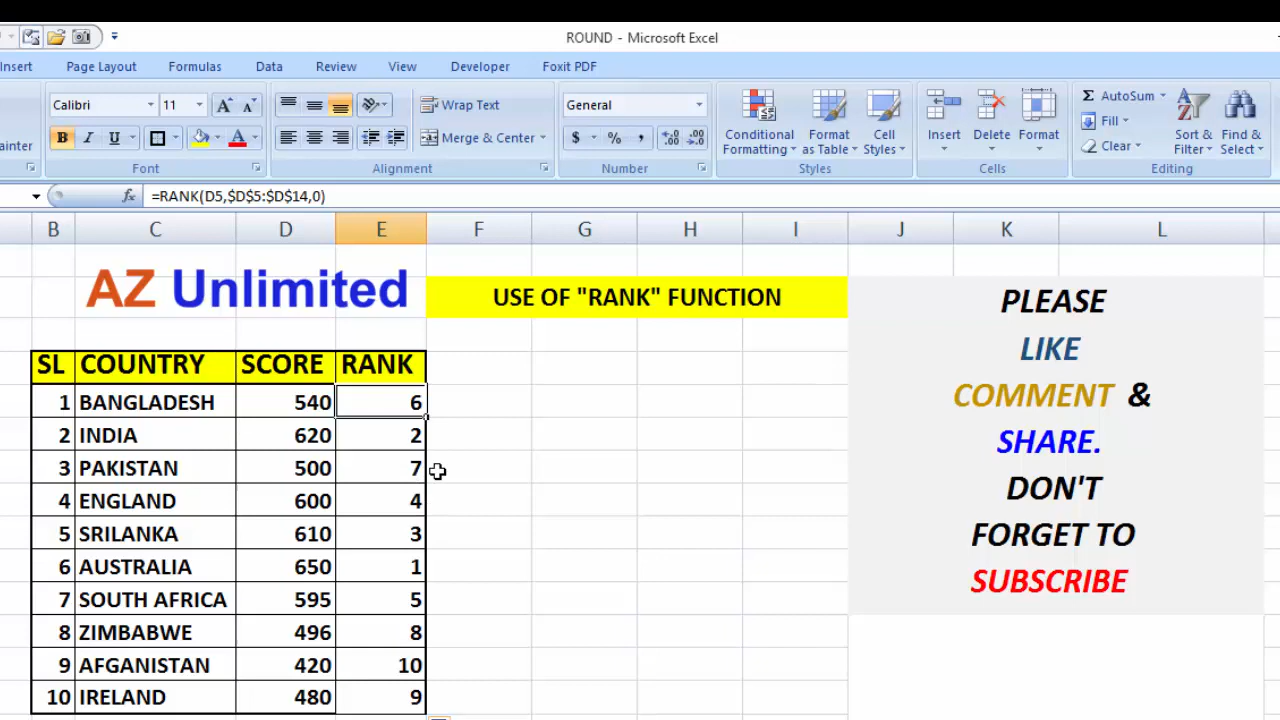 ROUND - Microsoft Excel
Insert Page Layout Formulas Data Review View Developer Foxit PDF
Calibri 11 Wrap Text General Conditional Formatting Format as Table Cell Styles Insert Delete Format AutoSum Fill Clear Sort & Filter Find & Select
ainter B I U Merge & Center $ % ,
Font Alignment Number Styles Cells Editing
fx =RANK(D5,$D$5:$D$14,0)
B C D E F G H I J K L
AZ Unlimited
USE OF "RANK" FUNCTION
SL COUNTRY SCORE RANK
1 BANGLADESH 540 6
2 INDIA 620 2
3 PAKISTAN 500 7
4 ENGLAND 600 4
5 SRILANKA 610 3
6 AUSTRALIA 650 1
7 SOUTH AFRICA 595 5
8 ZIMBABWE 496 8
9 AFGANISTAN 420 10
10 IRELAND 480 9
PLEASE
LIKE
COMMENT &
SHARE.
DON'T
FORGET TO
SUBSCRIBE